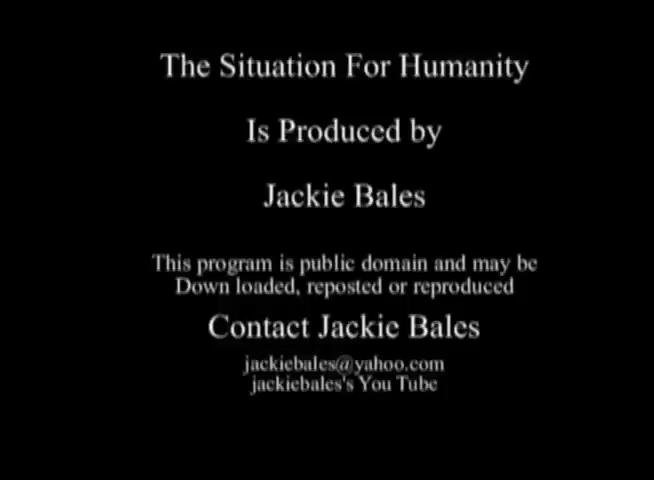 The Situation For Humanity
Is Produced by
Jackie Bales
This program is public domain and may be
Down loaded, reposted or reproduced
Contact Jackie Bales
jackiebales@yahoo.com
jackiebales's You Tube